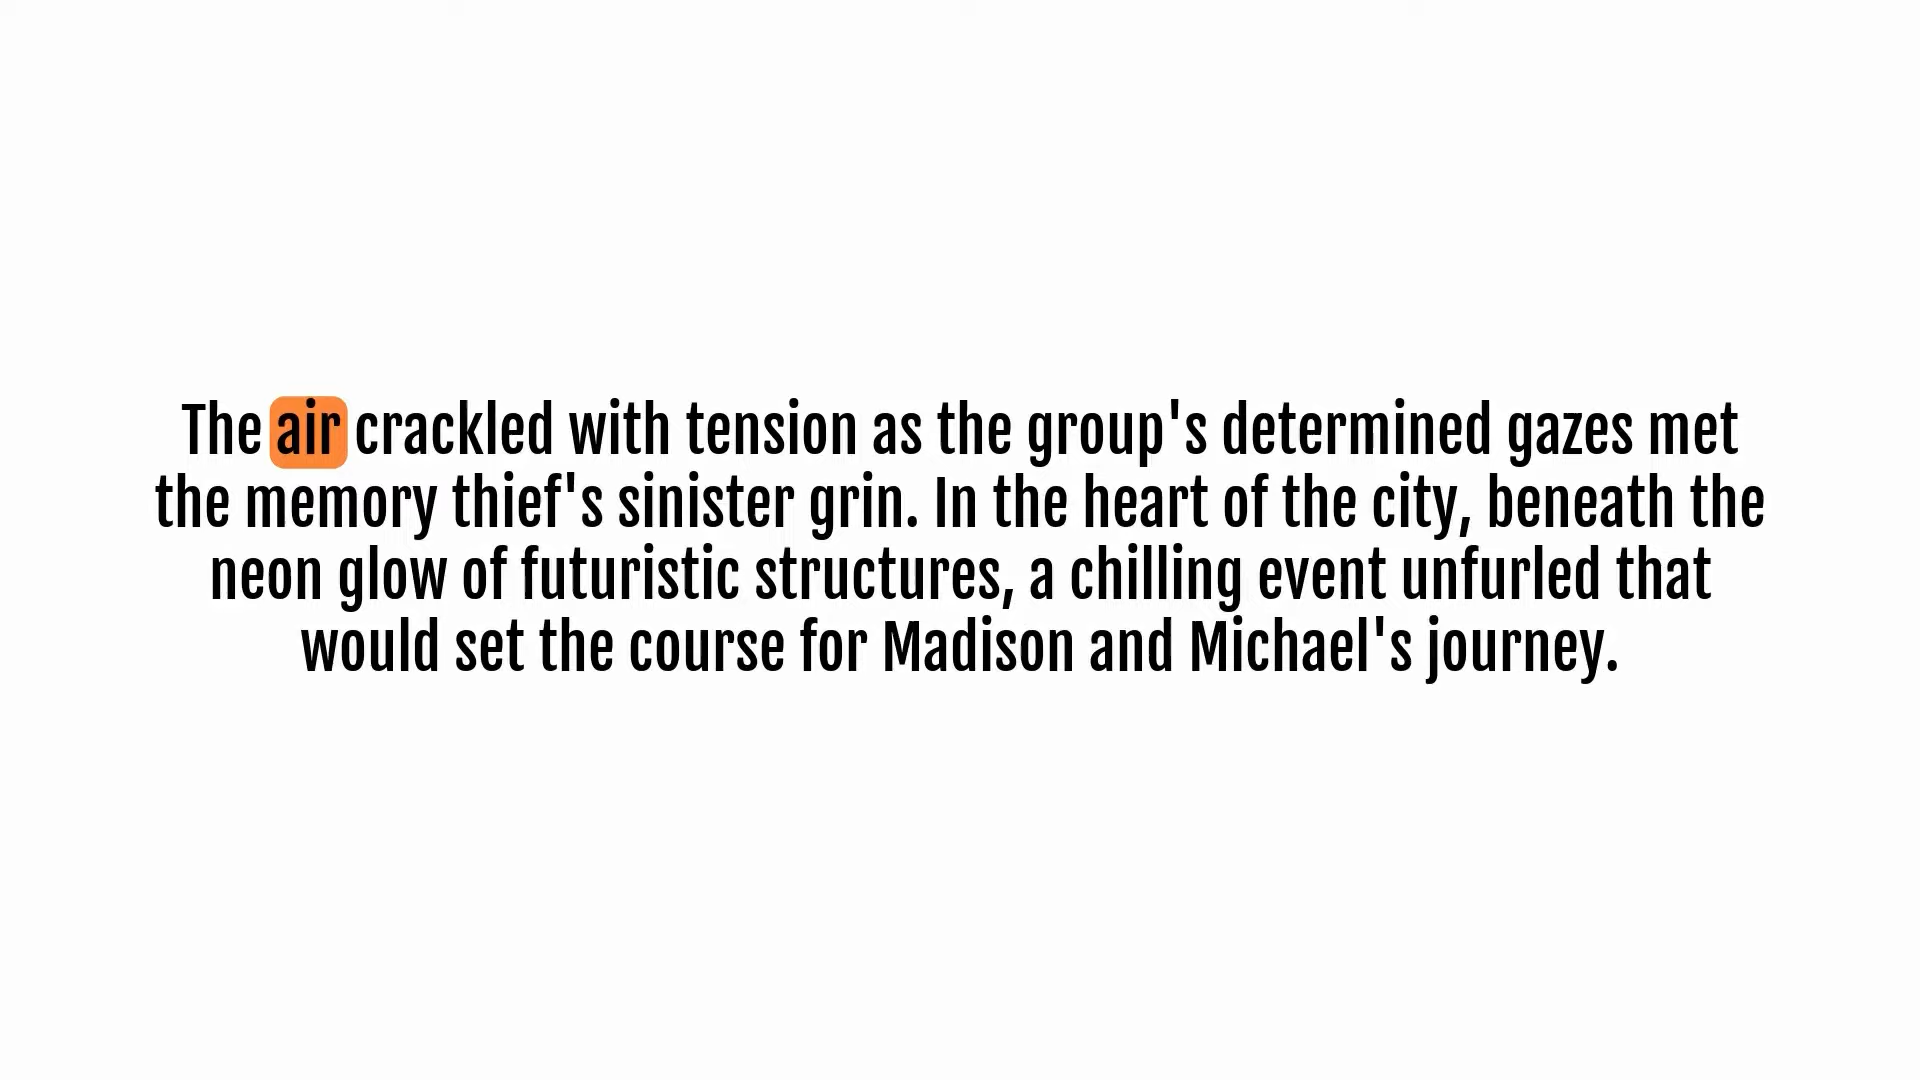 The air crackled with tension as the group's determined gazes met
the memory thief's sinister grin. In the heart of the city, beneath the
neon glow of futuristic structures, a chilling event unfurled that
would set the course for Madison and Michael's journey.